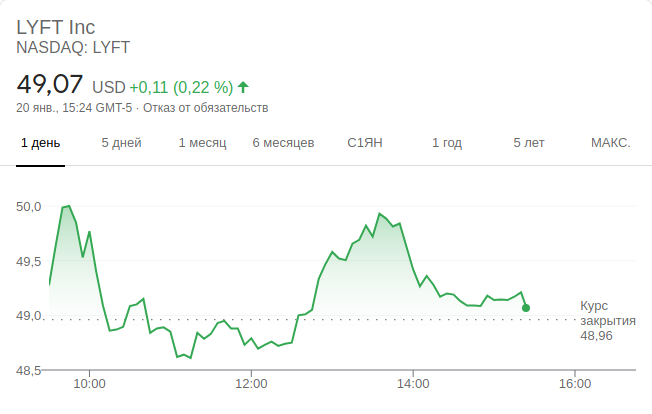 LYFT Inc
NASDAQ: LYFT
49,07 USD +0,11 (0,22 %)
20 янв., 15:24 GMT-5 · Отказ от обязательств
1 день 5 дней 1 месяц 6 месяцев С1ЯН 1 год 5 лет МАКС.
50,0
49,5
49,0
48,5
Курс
закрытия
48,96
10:00 12:00 14:00 16:00